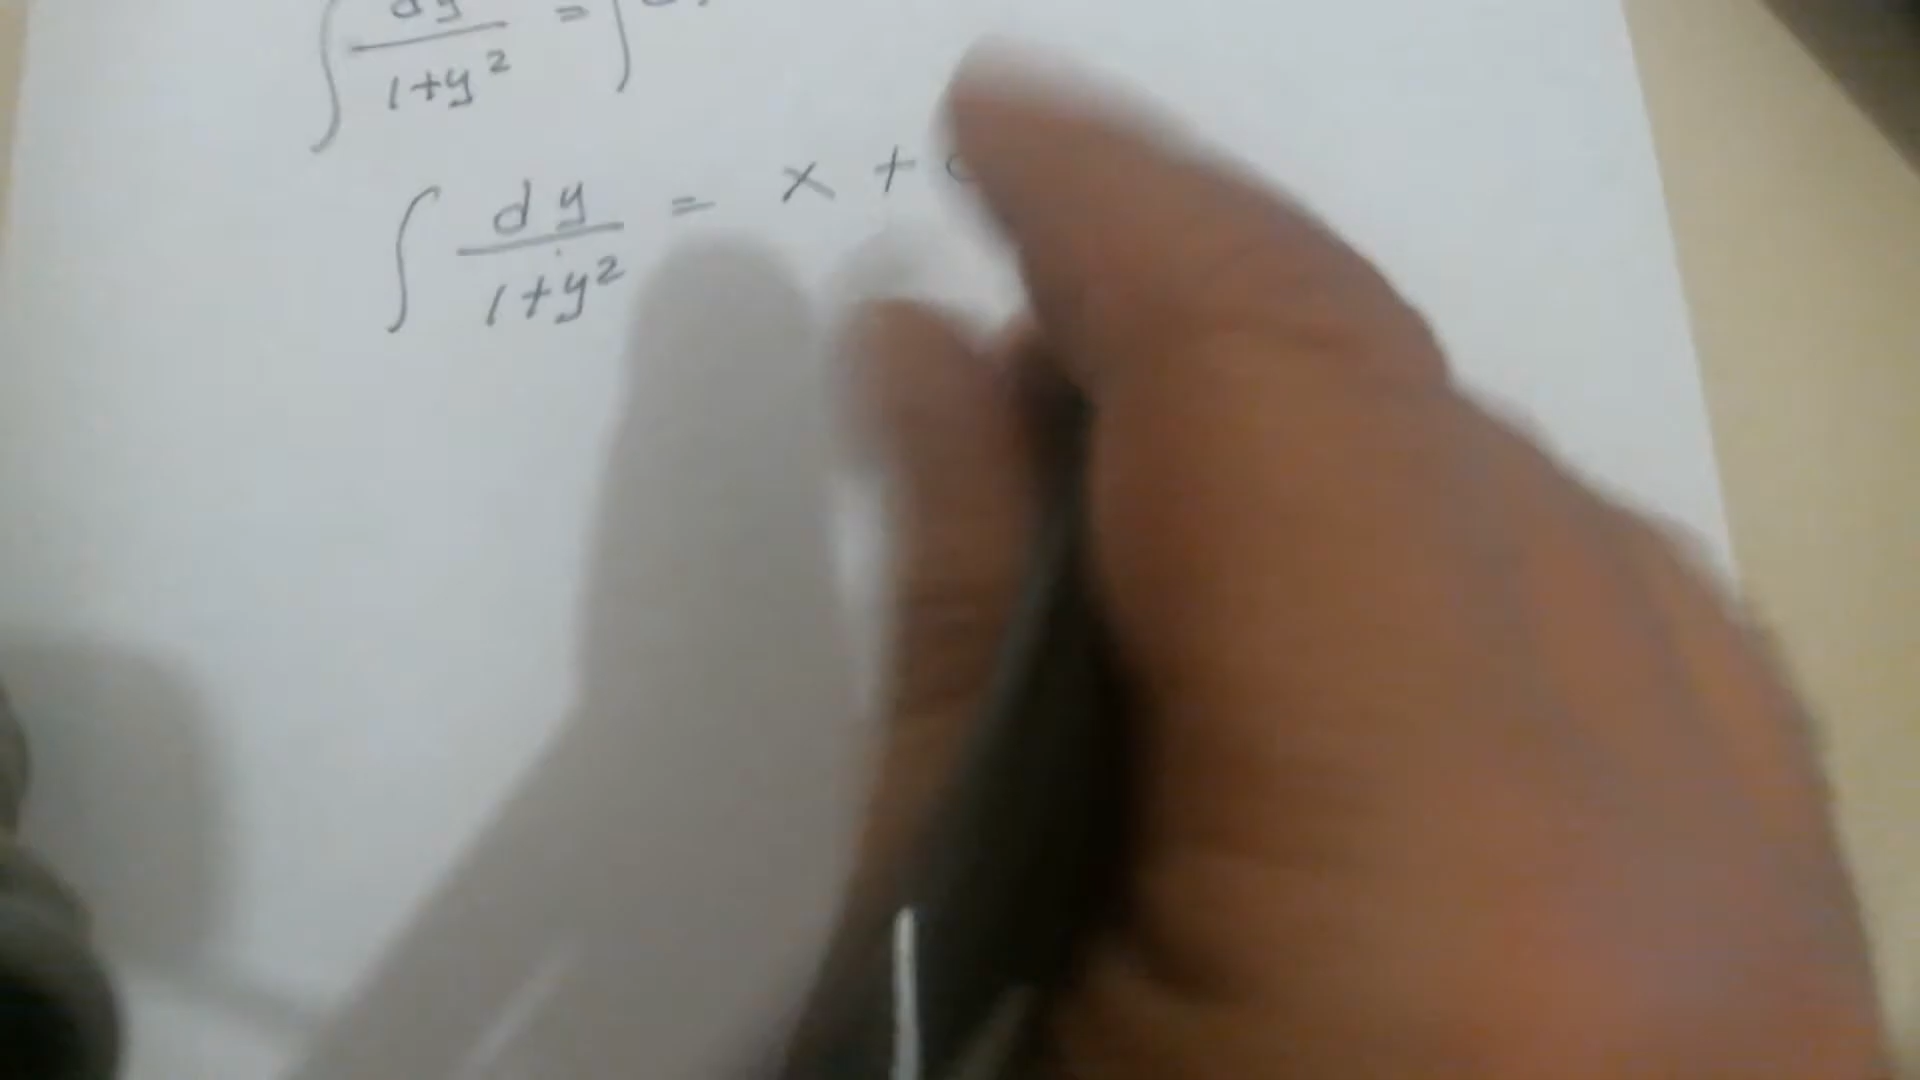 ∫ dy/1+y² = ∫
∫ dy/1+y² = x +